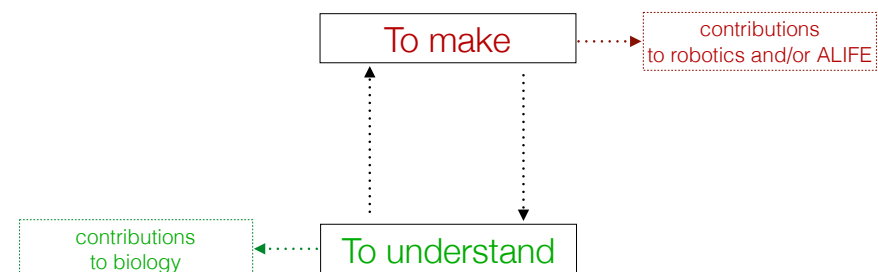 To make
contributions
to robotics and/or ALIFE
contributions
to biology
To understand